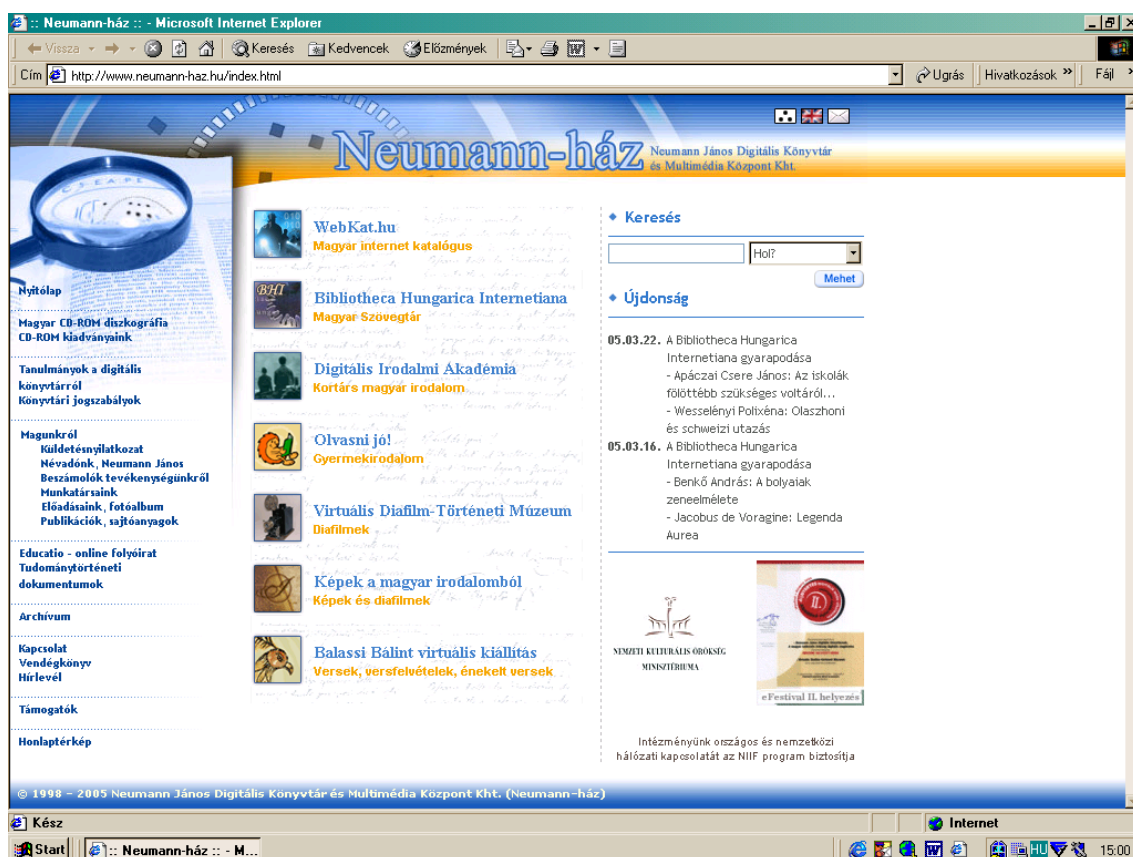 :: Neumann-ház :: - Microsoft Internet Explorer
Vissza Keresés Kedvencek Előzmények
Cím http://www.neumann-haz.hu/index.html Ugrás Hivatkozások » Fájl »
Neumann-ház
Neumann János Digitális Könyvtár
és Multimédia Központ Kht.
Nyitólap
Magyar CD-ROM diszkográfia
CD-ROM kiadványaink
Tanulmányok a digitális
könyvtárról
Könyvtári jogszabályok
Magunkról
Küldetésnyilatkozat
Névadónk, Neumann János
Beszámolók tevékenységünkről
Munkatársaink
Előadásaink, fotóalbum
Publikációk, sajtóanyagok
Educatio - online folyóirat
Tudománytörténeti
dokumentumok
Archívum
Kapcsolat
Vendégkönyv
Hírlevél
Támogatók
Honlaptérkép
WebKat.hu
Magyar internet katalógus
BHI
Bibliotheca Hungarica Internetiana
Magyar Szövegtár
Digitális Irodalmi Akadémia
Kortárs magyar irodalom
Olvasni jó!
Gyermekirodalom
Virtuális Diafilm-Történeti Múzeum
Diafilmek
Képek a magyar irodalomból
Képek és diafilmek
Balassi Bálint virtuális kiállítás
Versek, versfelvételek, énekelt versek
Keresés
Hol?
Mehet
Újdonság
05.03.22. A Bibliotheca Hungarica
Internetiana gyarapodása
- Apáczai Csere János: Az iskolák
fölöttébb szükséges voltáról...
- Wesselényi Polixéna: Olaszhoni
és schweizi utazás
05.03.16. A Bibliotheca Hungarica
Internetiana gyarapodása
- Benkő András: A bolyaiak
zeneelmélete
- Jacobus de Voragine: Legenda
Aurea
NEMZETI KULTURÁLIS ÖRÖKSÉG
MINISZTÉRIUMA
II.
eFestival II. helyezés
Intézményünk országos és nemzetközi
hálózati kapcsolatát az NIIF program biztosítja
© 1998 – 2005 Neumann János Digitális Könyvtár és Multimédia Központ Kht. (Neumann-ház)
Kész Internet
Start :: Neumann-ház :: - M... HU 15:00